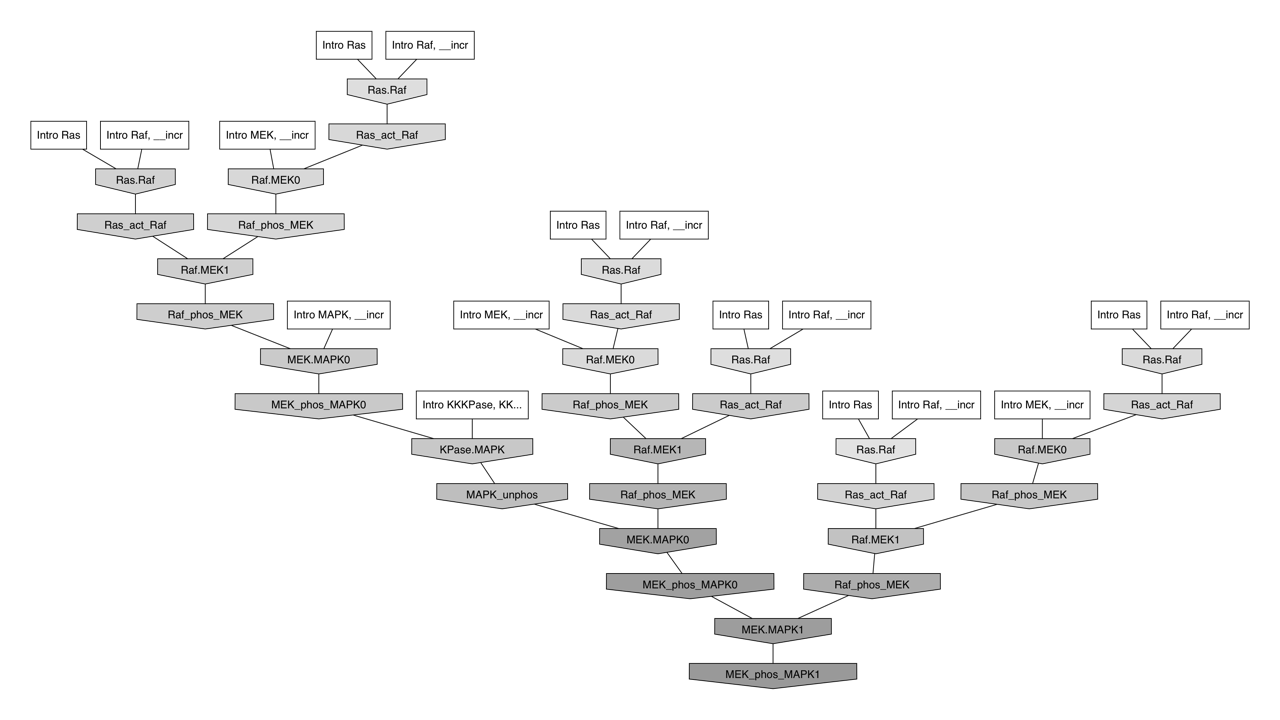 Intro Ras
Intro Raf, __incr
Ras.Raf
Intro Ras
Intro Raf, __incr
Intro MEK, __incr
Ras_act_Raf
Ras.Raf
Raf.MEK0
Ras_act_Raf
Raf_phos_MEK
Intro Ras
Intro Raf, __incr
Raf.MEK1
Ras.Raf
Raf_phos_MEK
Intro MAPK, __incr
Intro MEK, __incr
Ras_act_Raf
Intro Ras
Intro Raf, __incr
Intro Ras
Intro Raf, __incr
MEK.MAPK0
Raf.MEK0
Ras.Raf
Ras.Raf
MEK_phos_MAPK0
Intro KKKPase, KK...
Raf_phos_MEK
Ras_act_Raf
Intro Ras
Intro Raf, __incr
Intro MEK, __incr
Ras_act_Raf
KPase.MAPK
Raf.MEK1
Ras.Raf
Raf.MEK0
MAPK_unphos
Raf_phos_MEK
Ras_act_Raf
Raf_phos_MEK
MEK.MAPK0
Raf.MEK1
MEK_phos_MAPK0
Raf_phos_MEK
MEK.MAPK1
MEK_phos_MAPK1